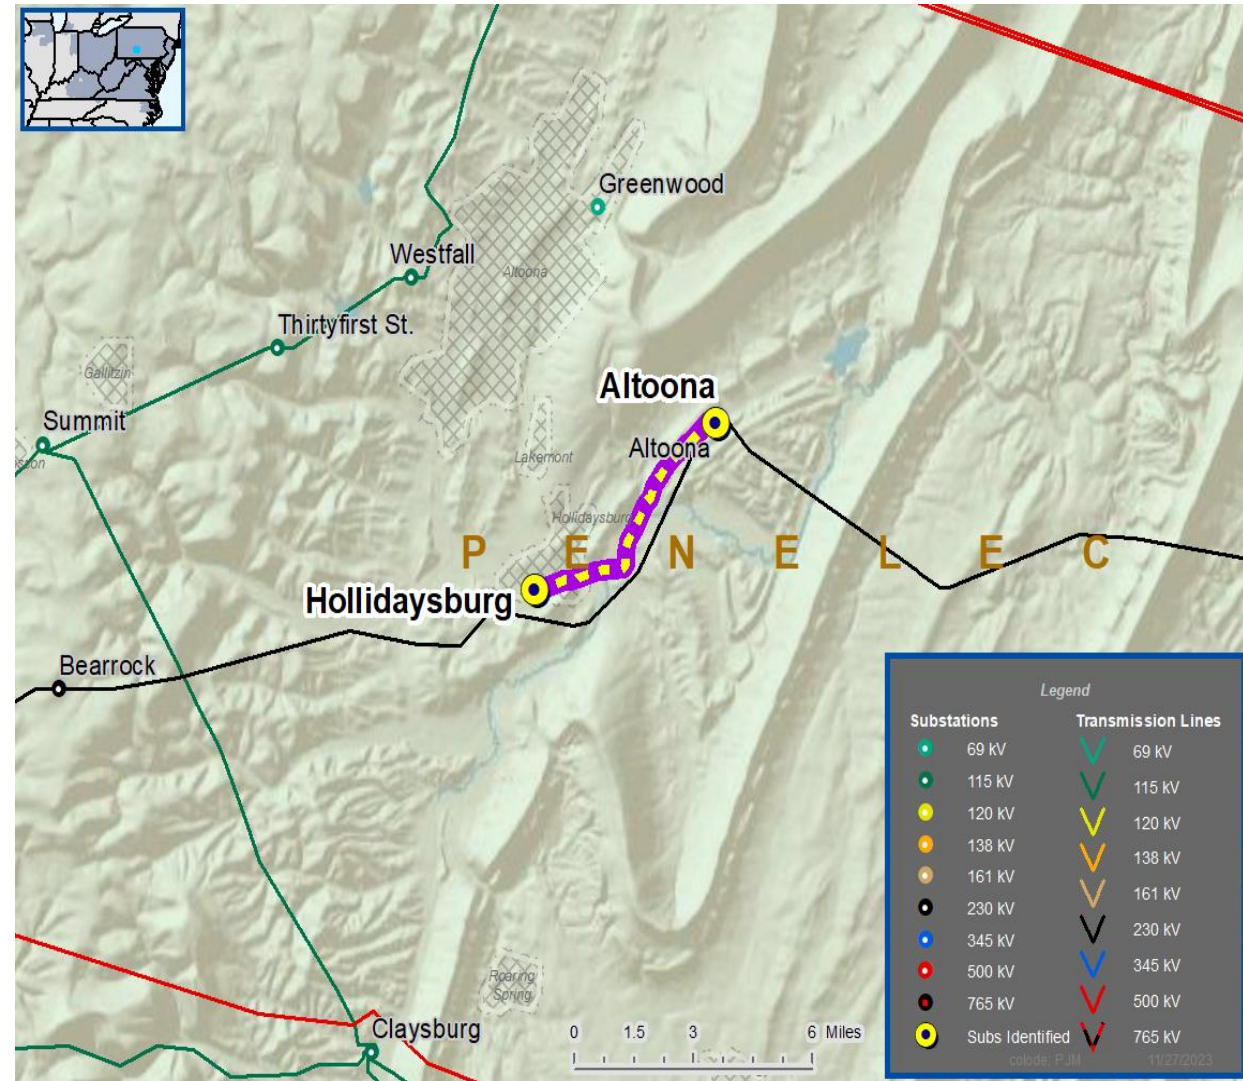 Greenwood
Westfall
Altoona
Thirtyfirst St.
Gallitzin
Altoona
Summit
Altoona
Lakemont
Hollidaysburg
P E N E L E C
Hollidaysburg
Bearrock
Legend
Substations Transmission Lines
69 kV 69 kV
115 kV 115 kV
120 kV 120 kV
138 kV 138 kV
161 kV 161 kV
230 kV 230 kV
345 kV 345 kV
500 kV 500 kV
765 kV 765 kV
Subs Identified
colode, PJM 11/27/2023
Roaring
Spring
Claysburg
0 1.5 3 6 Miles